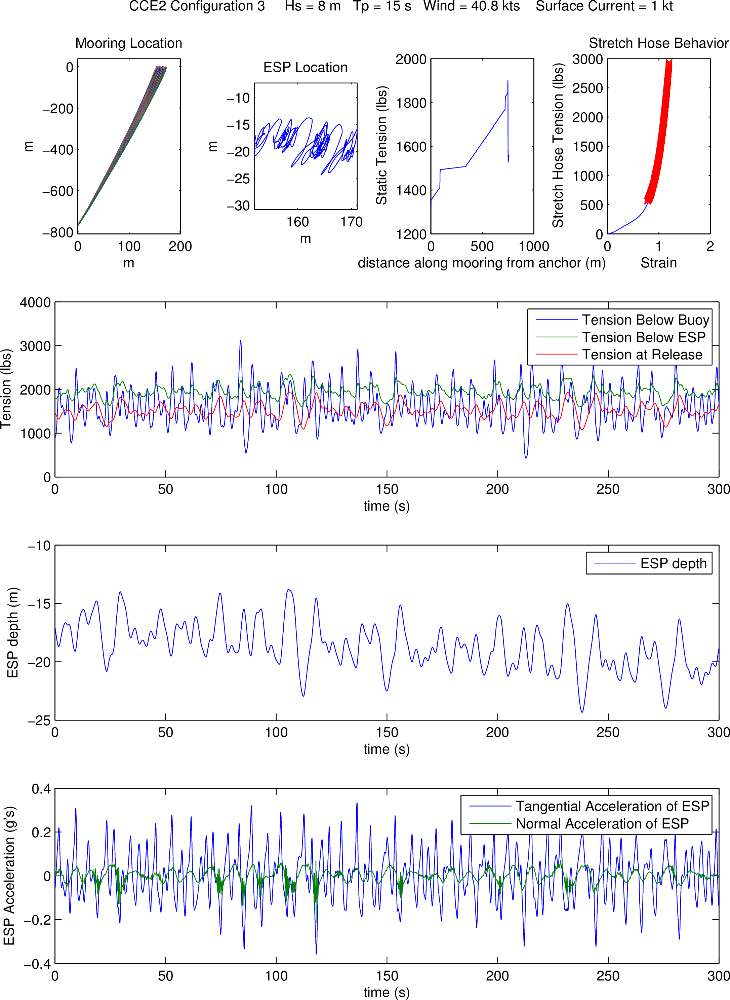 CCE2 Configuration 3 Hs = 8 m Tp = 15 s Wind = 40.8 kts Surface Current = 1 kt
Mooring Location
0
−200
−400
−600
−800
m
0 100 200
m
ESP Location
−10
−15
−20
−25
−30
m
160 170
m
2000
1800
1600
1400
1200
Static Tension (lbs)
0 500 1000
distance along mooring from anchor (m)
Stretch Hose Behavior
3000
2500
2000
1500
1000
500
0
Stretch Hose Tension (lbs)
0 1 2
Strain
4000
3000
2000
1000
0
Tension (lbs)
Tension Below Buoy
Tension Below ESP
Tension at Release
0 50 100 150 200 250 300
time (s)
−10
−15
−20
−25
ESP depth (m)
ESP depth
0 50 100 150 200 250 300
time (s)
0.4
0.2
0
−0.2
−0.4
ESP Acceleration (g's)
Tangential Acceleration of ESP
Normal Acceleration of ESP
0 50 100 150 200 250 300
time (s)